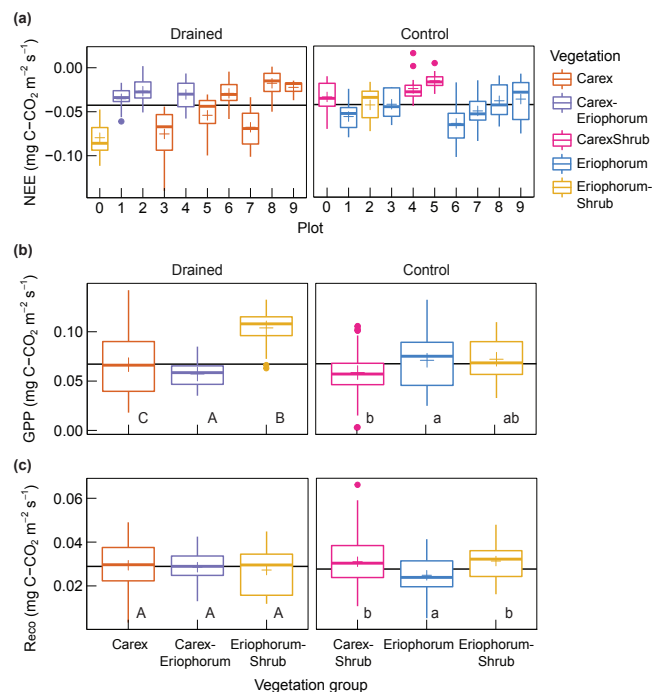 (a)
Drained
Control
Vegetation
NEE (mg C−CO₂ m⁻² s⁻¹)
0.00
−0.05
−0.10
0 1 2 3 4 5 6 7 8 9
0 1 2 3 4 5 6 7 8 9
Plot
Carex
Carex-
Eriophorum
CarexShrub
Eriophorum
Eriophorum-
Shrub
(b)
Drained
Control
GPP (mg C−CO₂ m⁻² s⁻¹)
0.10
0.05
0.00
C A B
b a ab
(c)
Reco (mg C−CO₂ m⁻² s⁻¹)
0.06
0.04
0.02
A A A
b a b
Carex
Carex-
Eriophorum
Eriophorum-
Shrub
Carex-
Shrub
Eriophorum
Eriophorum-
Shrub
Vegetation group